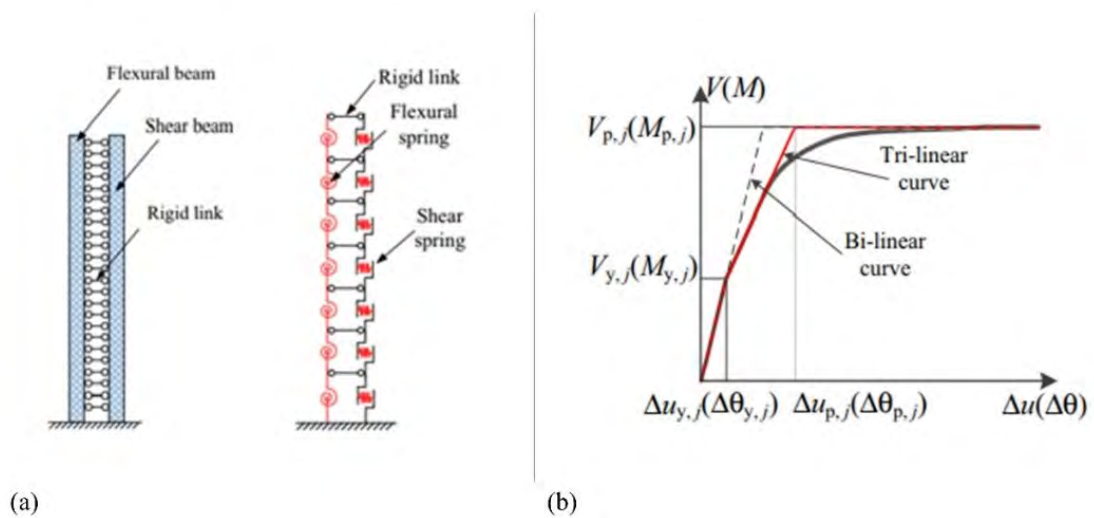 Flexural beam
Shear beam
Rigid link
Rigid link
Flexural
spring
Shear
spring
(a)
V(M)
Vp, j(Mp, j)
Tri-linear
curve
Bi-linear
curve
Vy, j(My, j)
Δuy, j(Δθy, j)
Δup, j(Δθp, j)
Δu(Δθ)
(b)